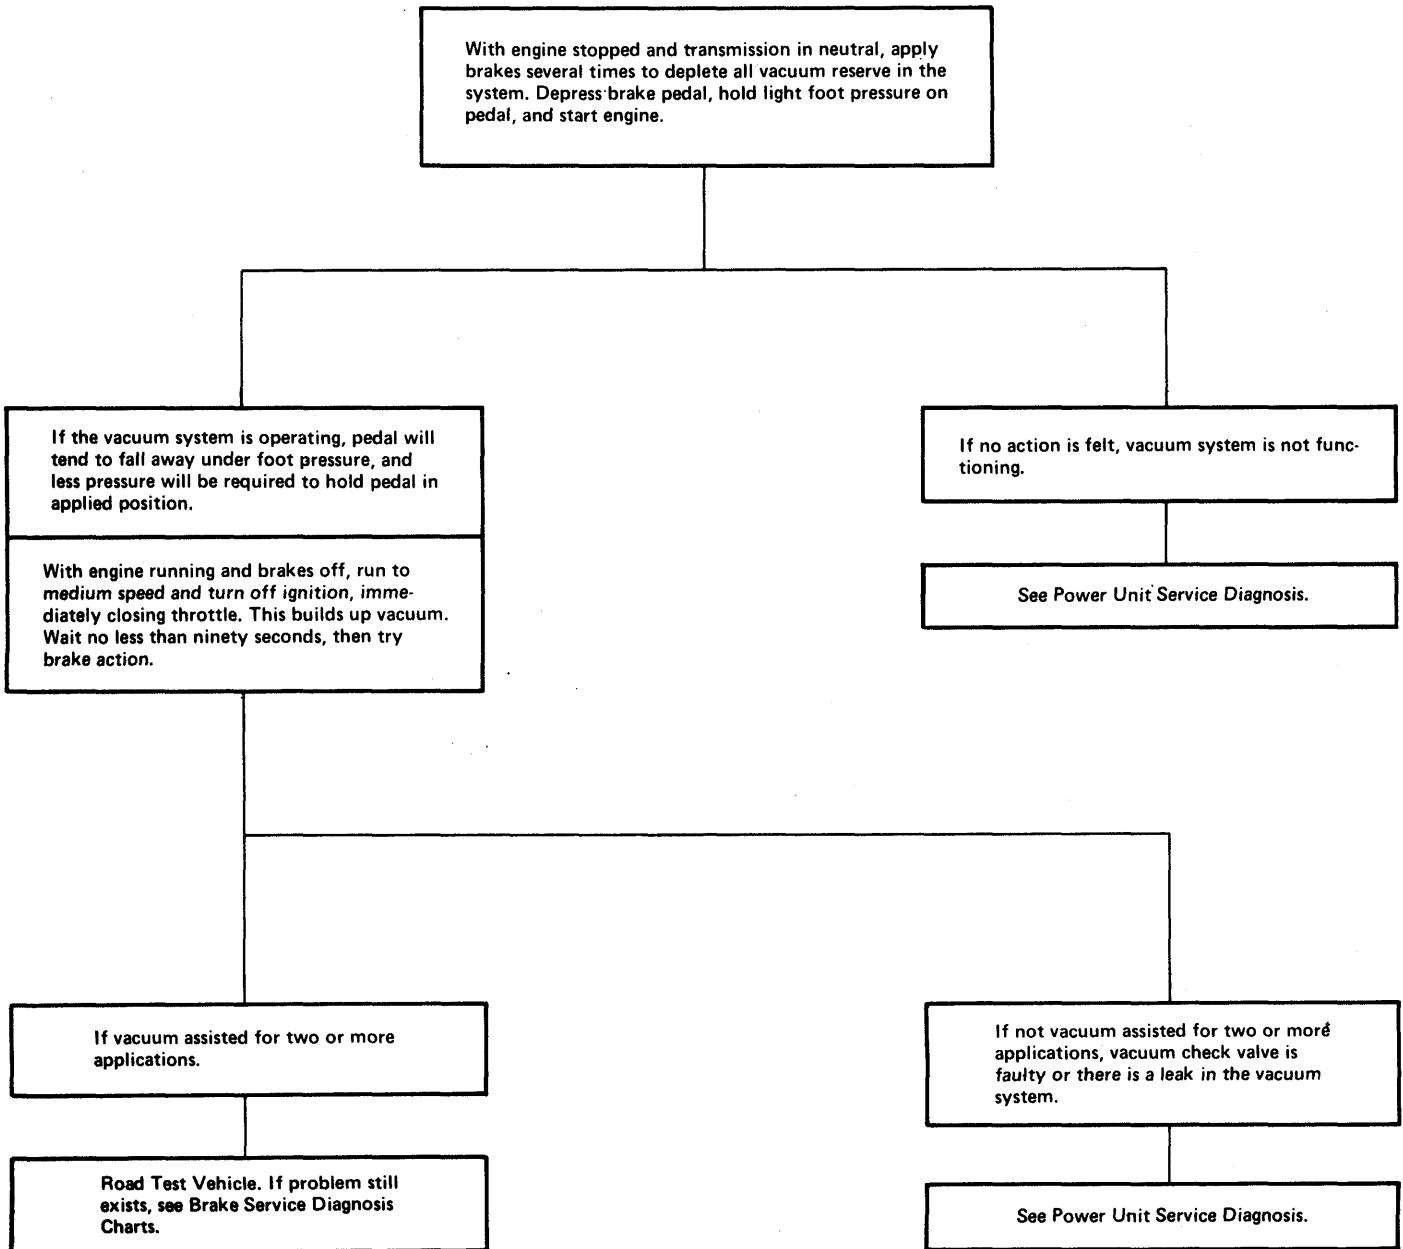 With engine stopped and transmission in neutral, apply
brakes several times to deplete all vacuum reserve in the
system. Depress brake pedal, hold light foot pressure on
pedal, and start engine.
If the vacuum system is operating, pedal will
tend to fall away under foot pressure, and
less pressure will be required to hold pedal in
applied position.
If no action is felt, vacuum system is not func-
tioning.
With engine running and brakes off, run to
medium speed and turn off ignition, imme-
diately closing throttle. This builds up vacuum.
Wait no less than ninety seconds, then try
brake action.
See Power Unit Service Diagnosis.
If vacuum assisted for two or more
applications.
If not vacuum assisted for two or more
applications, vacuum check valve is
faulty or there is a leak in the vacuum
system.
Road Test Vehicle. If problem still
exists, see Brake Service Diagnosis
Charts.
See Power Unit Service Diagnosis.